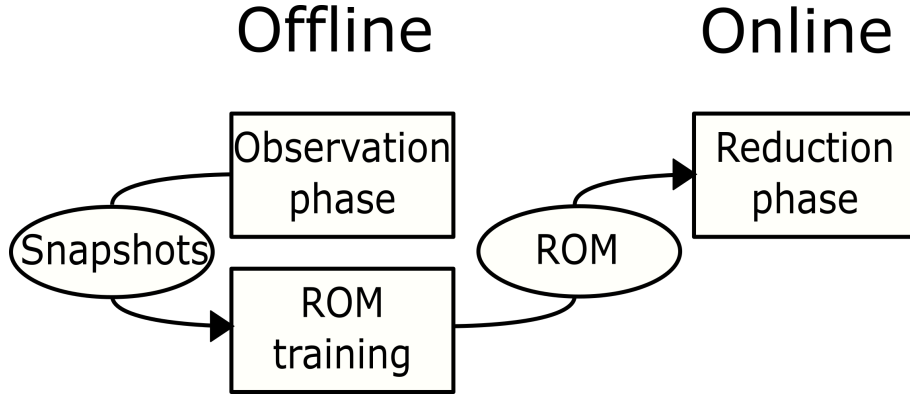 Offline
Online
Observation
phase
Reduction
phase
Snapshots
ROM
ROM
training